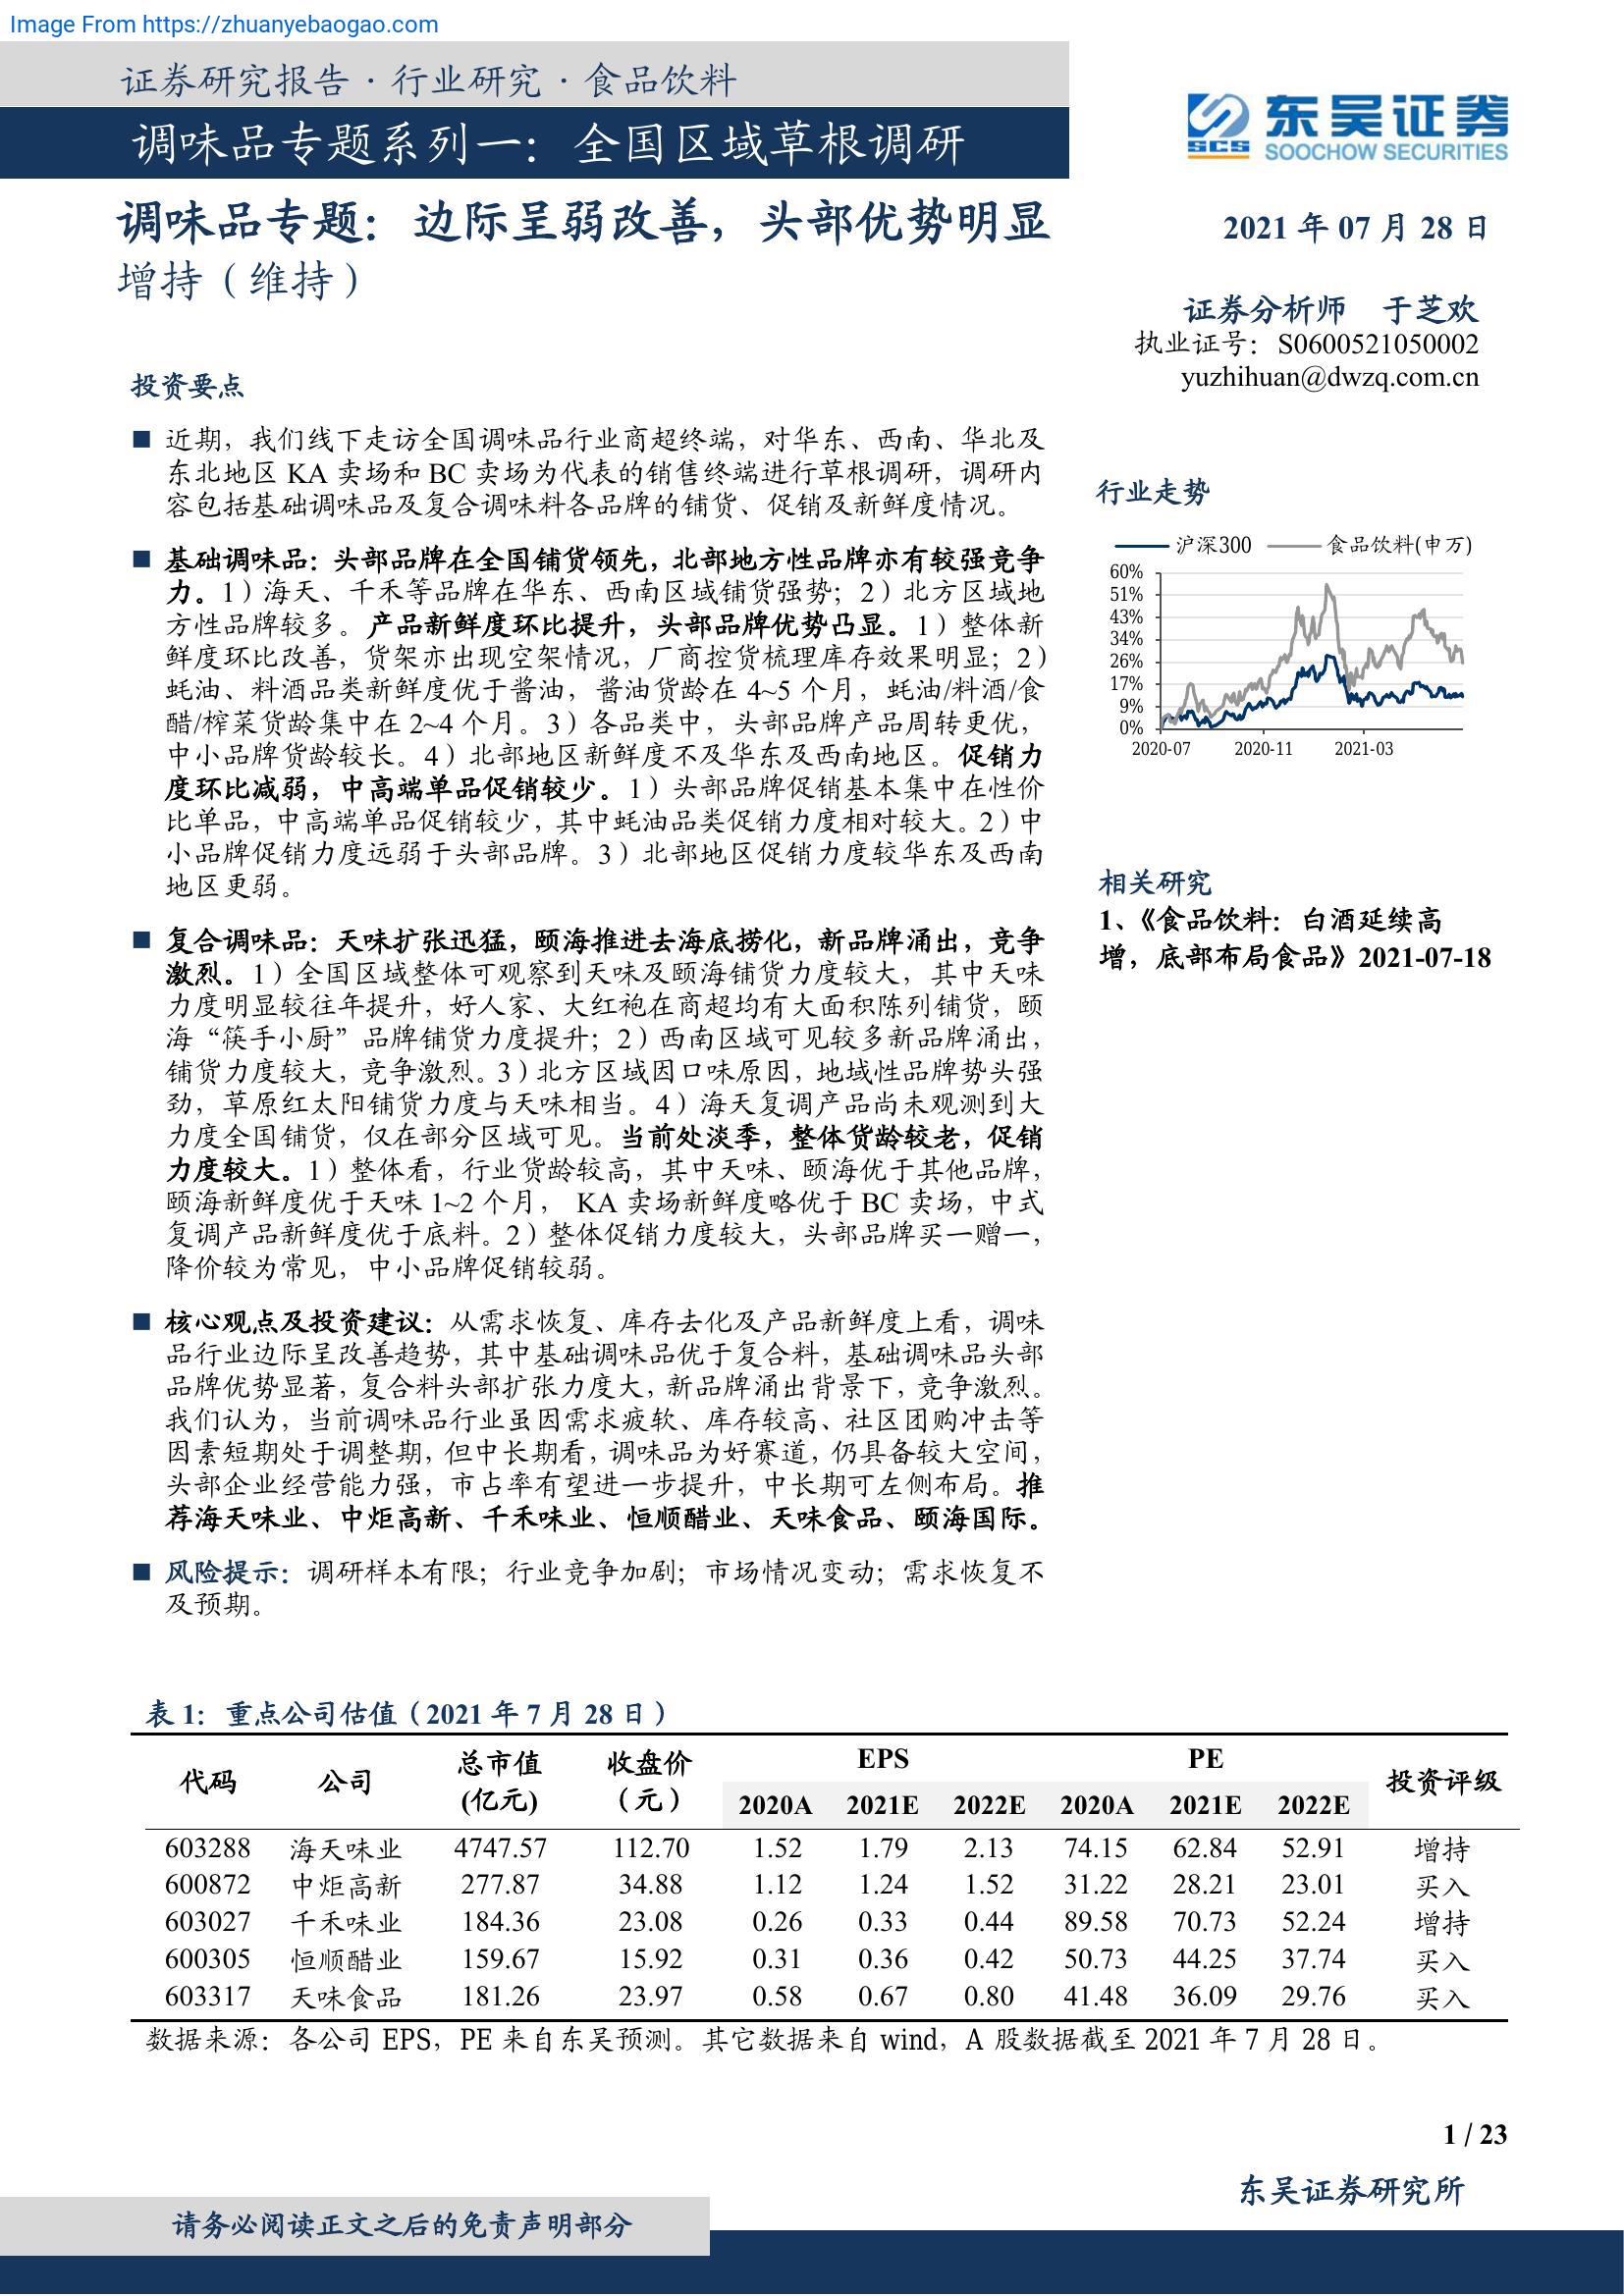 Image From https://zhuanyebaogao.com
证券研究报告·行业研究·食品饮料
调味品专题系列一：全国区域草根调研
东吴证券
SCS
SOOCHOW SECURITIES
调味品专题：边际呈弱改善，头部优势明显
增持（维持）
2021 年 07 月 28 日
证券分析师 于芝欢
执业证号：S0600521050002
yuzhihuan@dwzq.com.cn
投资要点
■ 近期，我们线下走访全国调味品行业商超终端，对华东、西南、华北及
东北地区 KA 卖场和 BC 卖场为代表的销售终端进行草根调研，调研内
容包括基础调味品及复合调味料各品牌的铺货、促销及新鲜度情况。
■ 基础调味品：头部品牌在全国铺货领先，北部地方性品牌亦有较强竞争
力。1）海天、千禾等品牌在华东、西南区域铺货强势；2）北方区域地
方性品牌较多。产品新鲜度环比提升，头部品牌优势凸显。1）整体新
鲜度环比改善，货架亦出现空架情况，厂商控货梳理库存效果明显；2）
蚝油、料酒品类新鲜度优于酱油，酱油货龄在 4~5 个月，蚝油/料酒/食
醋/榨菜货龄集中在 2~4 个月。3）各品类中，头部品牌产品周转更优，
中小品牌货龄较长。4）北部地区新鲜度不及华东及西南地区。促销力
度环比减弱，中高端单品促销较少。1）头部品牌促销基本集中在性价
比单品，中高端单品促销较少，其中蚝油品类促销力度相对较大。2）中
小品牌促销力度远弱于头部品牌。3）北部地区促销力度较华东及西南
地区更弱。
■ 复合调味品：天味扩张迅猛，颐海推进去海底捞化，新品牌涌出，竞争
激烈。1）全国区域整体可观察到天味及颐海铺货力度较大，其中天味
力度明显较往年提升，好人家、大红袍在商超均有大面积陈列铺货，颐
海“筷手小厨”品牌铺货力度提升；2）西南区域可见较多新品牌涌出，
铺货力度较大，竞争激烈。3）北方区域因口味原因，地域性品牌势头强
劲，草原红太阳铺货力度与天味相当。4）海天复调产品尚未观测到大
力度全国铺货，仅在部分区域可见。当前处淡季，整体货龄较老，促销
力度较大。1）整体看，行业货龄较高，其中天味、颐海优于其他品牌，
颐海新鲜度优于天味 1~2 个月， KA 卖场新鲜度略优于 BC 卖场，中式
复调产品新鲜度优于底料。2）整体促销力度较大，头部品牌买一赠一，
降价较为常见，中小品牌促销较弱。
■ 核心观点及投资建议：从需求恢复、库存去化及产品新鲜度上看，调味
品行业边际呈改善趋势，其中基础调味品优于复合料，基础调味品头部
品牌优势显著，复合料头部扩张力度大，新品牌涌出背景下，竞争激烈。
我们认为，当前调味品行业虽因需求疲软、库存较高、社区团购冲击等
因素短期处于调整期，但中长期看，调味品为好赛道，仍具备较大空间，
头部企业经营能力强，市占率有望进一步提升，中长期可左侧布局。推
荐海天味业、中炬高新、千禾味业、恒顺醋业、天味食品、颐海国际。
■ 风险提示：调研样本有限；行业竞争加剧；市场情况变动；需求恢复不
及预期。
行业走势
沪深300 食品饮料(申万)
60%
51%
43%
34%
26%
17%
9%
0%
2020-07 2020-11 2021-03
相关研究
1、《食品饮料：白酒延续高
增，底部布局食品》2021-07-18
表 1：重点公司估值（2021 年 7 月 28 日）
代码 公司 总市值(亿元) 收盘价（元） EPS PE 投资评级
2020A 2021E 2022E 2020A 2021E 2022E
603288 海天味业 4747.57 112.70 1.52 1.79 2.13 74.15 62.84 52.91 增持
600872 中炬高新 277.87 34.88 1.12 1.24 1.52 31.22 28.21 23.01 买入
603027 千禾味业 184.36 23.08 0.26 0.33 0.44 89.58 70.73 52.24 增持
600305 恒顺醋业 159.67 15.92 0.31 0.36 0.42 50.73 44.25 37.74 买入
603317 天味食品 181.26 23.97 0.58 0.67 0.80 41.48 36.09 29.76 买入
数据来源：各公司 EPS，PE 来自东吴预测。其它数据来自 wind，A 股数据截至 2021 年 7 月 28 日。
1 / 23
东吴证券研究所
请务必阅读正文之后的免责声明部分